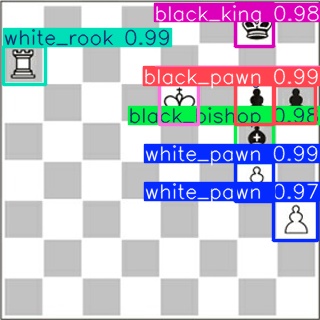 black_king 0.98
white_rook 0.99
black_pawn 0.99
black_bishop 0.98
white_pawn 0.99
white_pawn 0.97